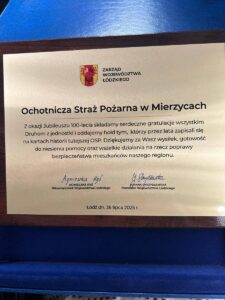 ZARZĄD
WOJEWÓDZTWA
ŁÓDZKIEGO
Ochotnicza Straż Pożarna w Mierzycach
Z okazji Jubileuszu 100-lecia składamy serdeczne gratulacje wszystkim
Druhom z jednostki i oddajemy hołd tym, którzy przez lata zapisali się
na kartach historii tutejszej OSP. Dziękujemy za Wasz wysiłek, gotowość
do niesienia pomocy oraz wszelkie działania na rzecz poprawy
bezpieczeństwa mieszkańców naszego regionu.
Łódź dn. 26 lipca 2025 r.